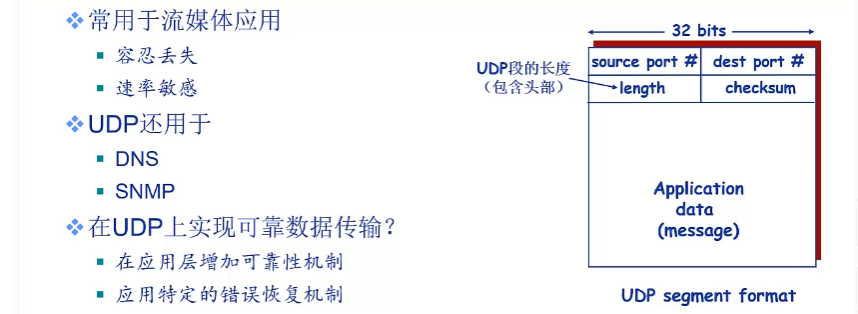 常用于流媒体应用
容忍丢失
速率敏感
UDP还用于
DNS
SNMP
在UDP上实现可靠数据传输？
在应用层增加可靠性机制
应用特定的错误恢复机制
32 bits
UDP段的长度
（包含头部）
source port # dest port #
length checksum
Application
data
(message)
UDP segment format